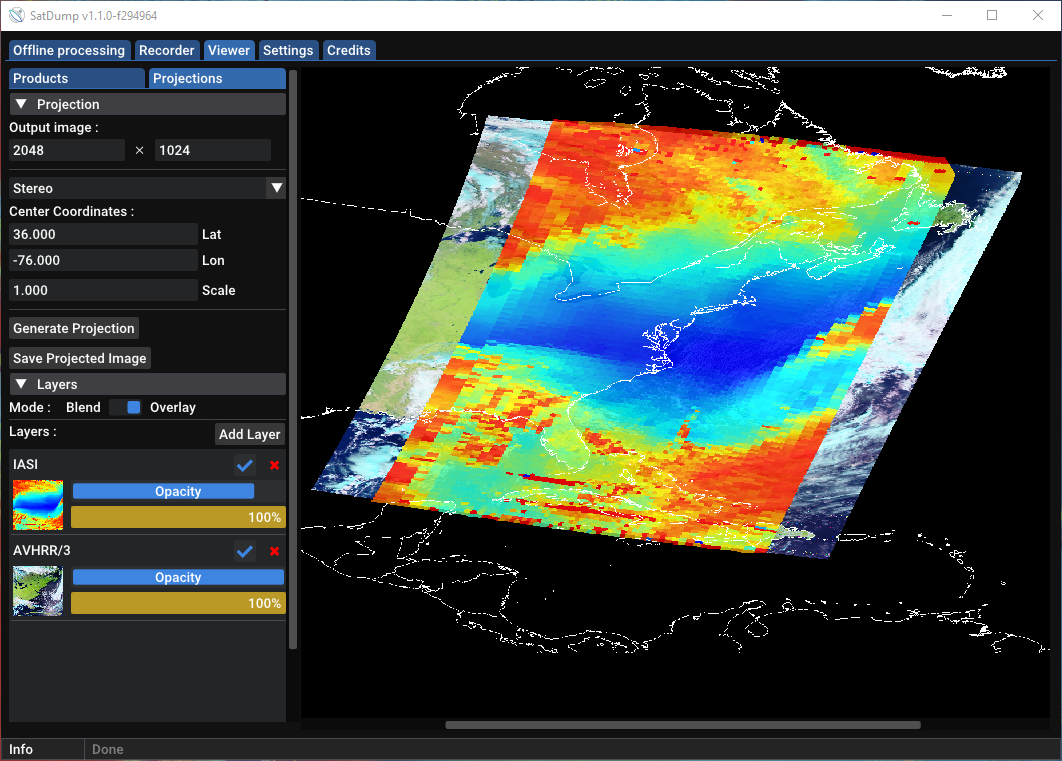 SatDump v1.1.0-f294964
Offline processing Recorder Viewer Settings Credits
Products Projections
Projection
Output image :
2048 × 1024
Stereo
Center Coordinates :
36.000 Lat
-76.000 Lon
1.000 Scale
Generate Projection
Save Projected Image
Layers
Mode : Blend Overlay
Layers : Add Layer
IASI
Opacity
100%
AVHRR/3
Opacity
100%
Info Done